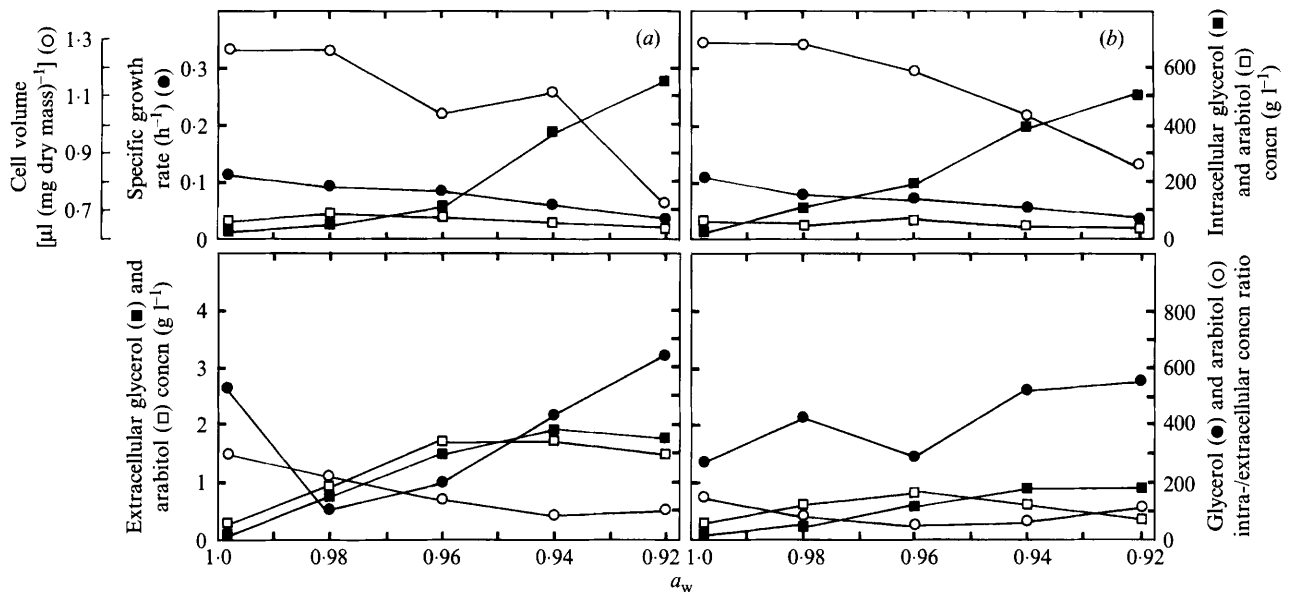 Cell volume
[µl (mg dry mass)⁻¹] (○)
1·3
1·1
0·9
0·7
Specific growth
rate (h⁻¹) (●)
0·3
0·2
0·1
0
(a)
(b)
600
400
200
0
Intracellular glycerol (■)
and arabitol (□)
concn (g l⁻¹)
Extracellular glycerol (■) and
arabitol (□) concn (g l⁻¹)
4
3
2
1
0
800
600
400
200
0
Glycerol (●) and arabitol (○)
intra-/extracellular concn ratio
1·0 0·98 0·96 0·94 0·92
1·0 0·98 0·96 0·94 0·92
a_w